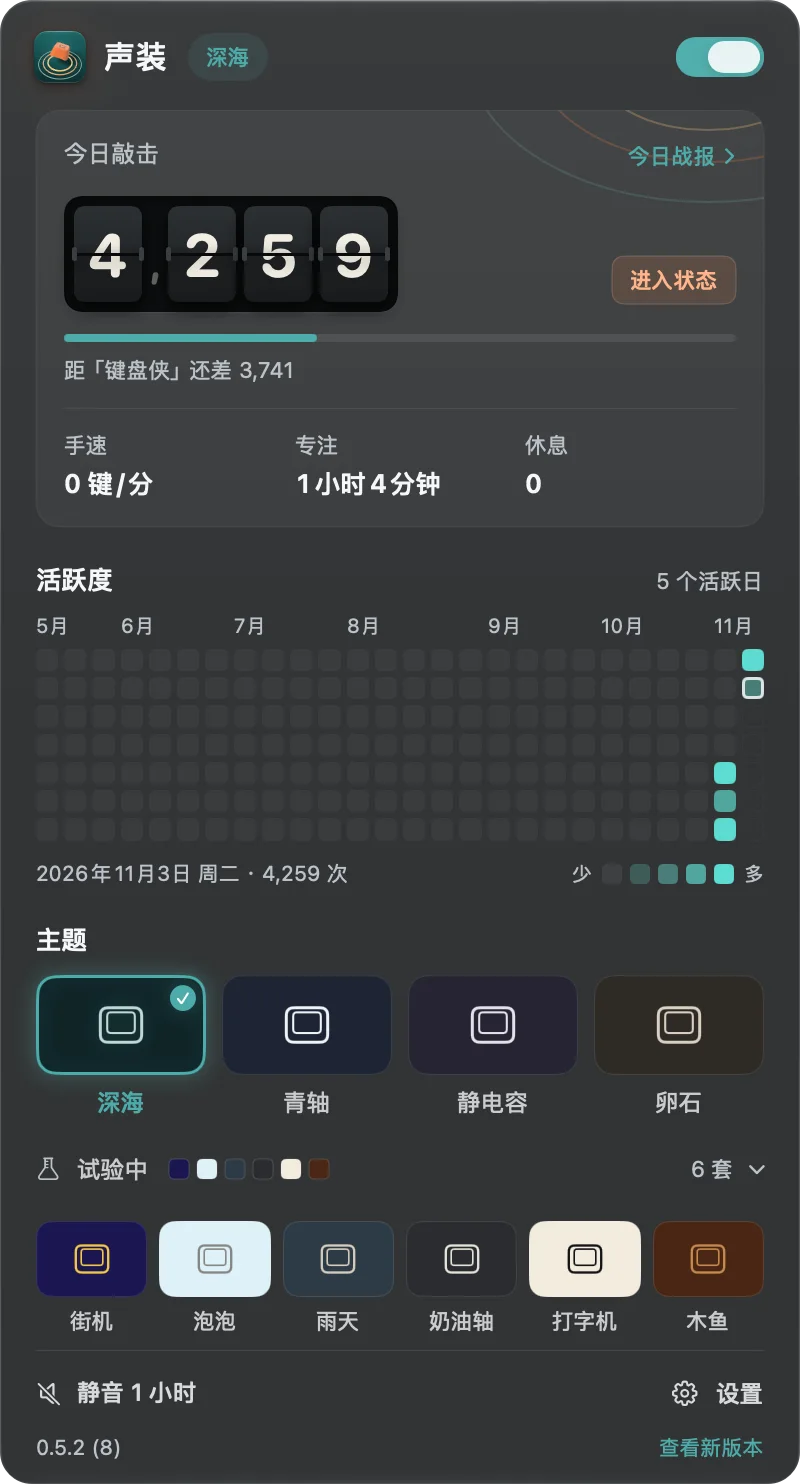 声装 深海
今日敲击 今日战报
4,259
进入状态
距「键盘侠」还差 3,741
手速 专注 休息
0 键/分 1小时4分钟 0
活跃度 5 个活跃日
5月 6月 7月 8月 9月 10月 11月
2026年11月3日 周二 · 4,259 次 少 多
主题
深海 青轴 静电容 卵石
试验中 6 套
街机 泡泡 雨天 奶油轴 打字机 木鱼
静音 1 小时 设置
0.5.2 (8) 查看新版本